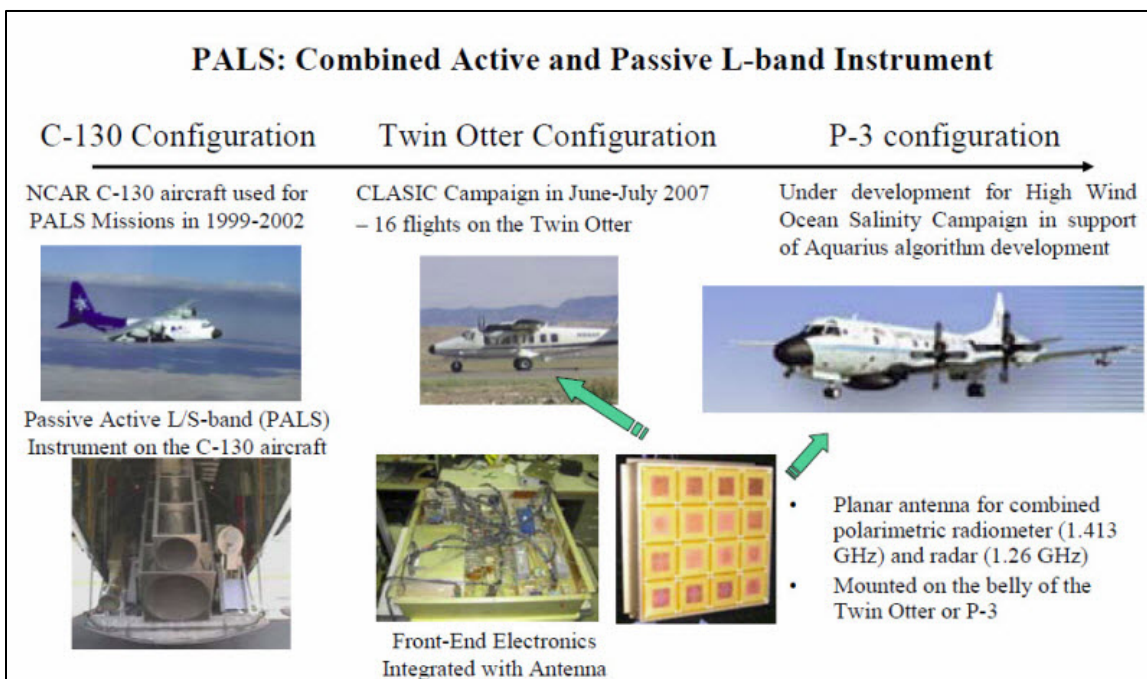 PALS: Combined Active and Passive L-band Instrument
C-130 Configuration
NCAR C-130 aircraft used for
PALS Missions in 1999-2002
Passive Active L/S-band (PALS)
Instrument on the C-130 aircraft
Twin Otter Configuration
CLASIC Campaign in June-July 2007
– 16 flights on the Twin Otter
Front-End Electronics
Integrated with Antenna
P-3 configuration
Under development for High Wind
Ocean Salinity Campaign in support
of Aquarius algorithm development
• Planar antenna for combined
polarimetric radiometer (1.413
GHz) and radar (1.26 GHz)
• Mounted on the belly of the
Twin Otter or P-3